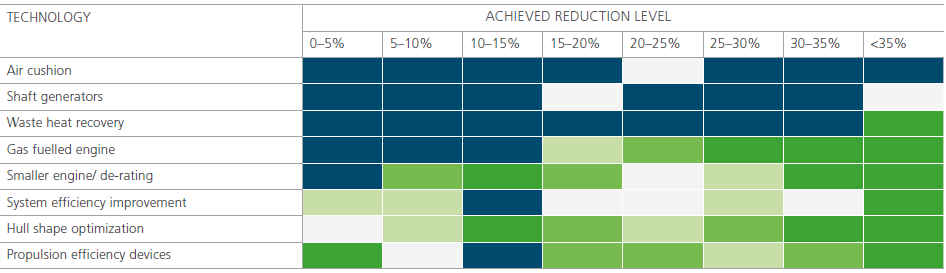 TECHNOLOGY ACHIEVED REDUCTION LEVEL
0–5% 5–10% 10–15% 15–20% 20–25% 25–30% 30–35% <35%
Air cushion
Shaft generators
Waste heat recovery
Gas fuelled engine
Smaller engine/ de-rating
System efficiency improvement
Hull shape optimization
Propulsion efficiency devices